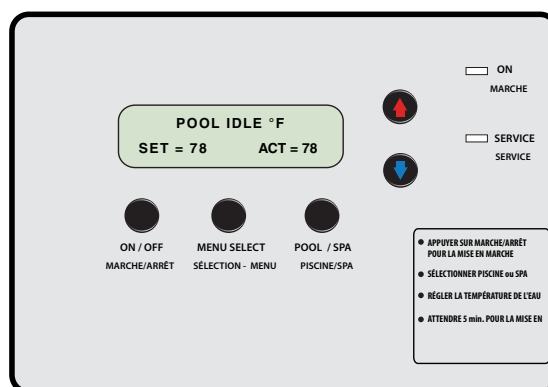 POOL IDLE °F
SET = 78 ACT = 78
ON
MARCHE
SERVICE
SERVICE
ON / OFF
MARCHE/ARRÊT
MENU SELECT
SÉLECTION - MENU
POOL / SPA
PISCINE/SPA
• APPUYER SUR MARCHE/ARRÊT
POUR LA MISE EN MARCHE
• SÉLECTIONNER PISCINE ou SPA
• RÉGLER LA TEMPÉRATURE DE L'EAU
• ATTENDRE 5 min. POUR LA MISE EN